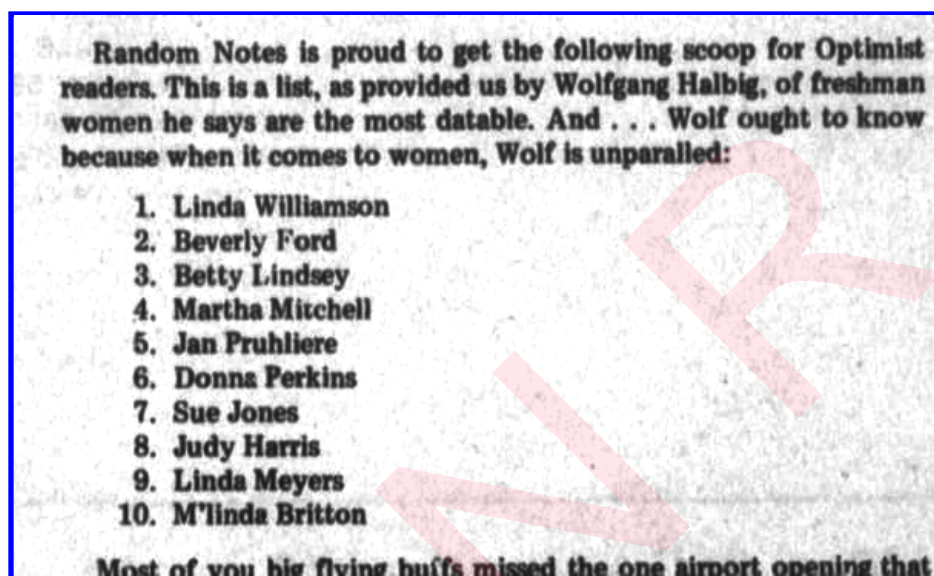 Random Notes is proud to get the following scoop for Optimist
readers. This is a list, as provided us by Wolfgang Halbig, of freshman
women he says are the most datable. And . . . Wolf ought to know
because when it comes to women, Wolf is unparalled:
1. Linda Williamson
2. Beverly Ford
3. Betty Lindsey
4. Martha Mitchell
5. Jan Pruhliere
6. Donna Perkins
7. Sue Jones
8. Judy Harris
9. Linda Meyers
10. M'linda Britton
Most of you big flying buffs missed the one airport opening that